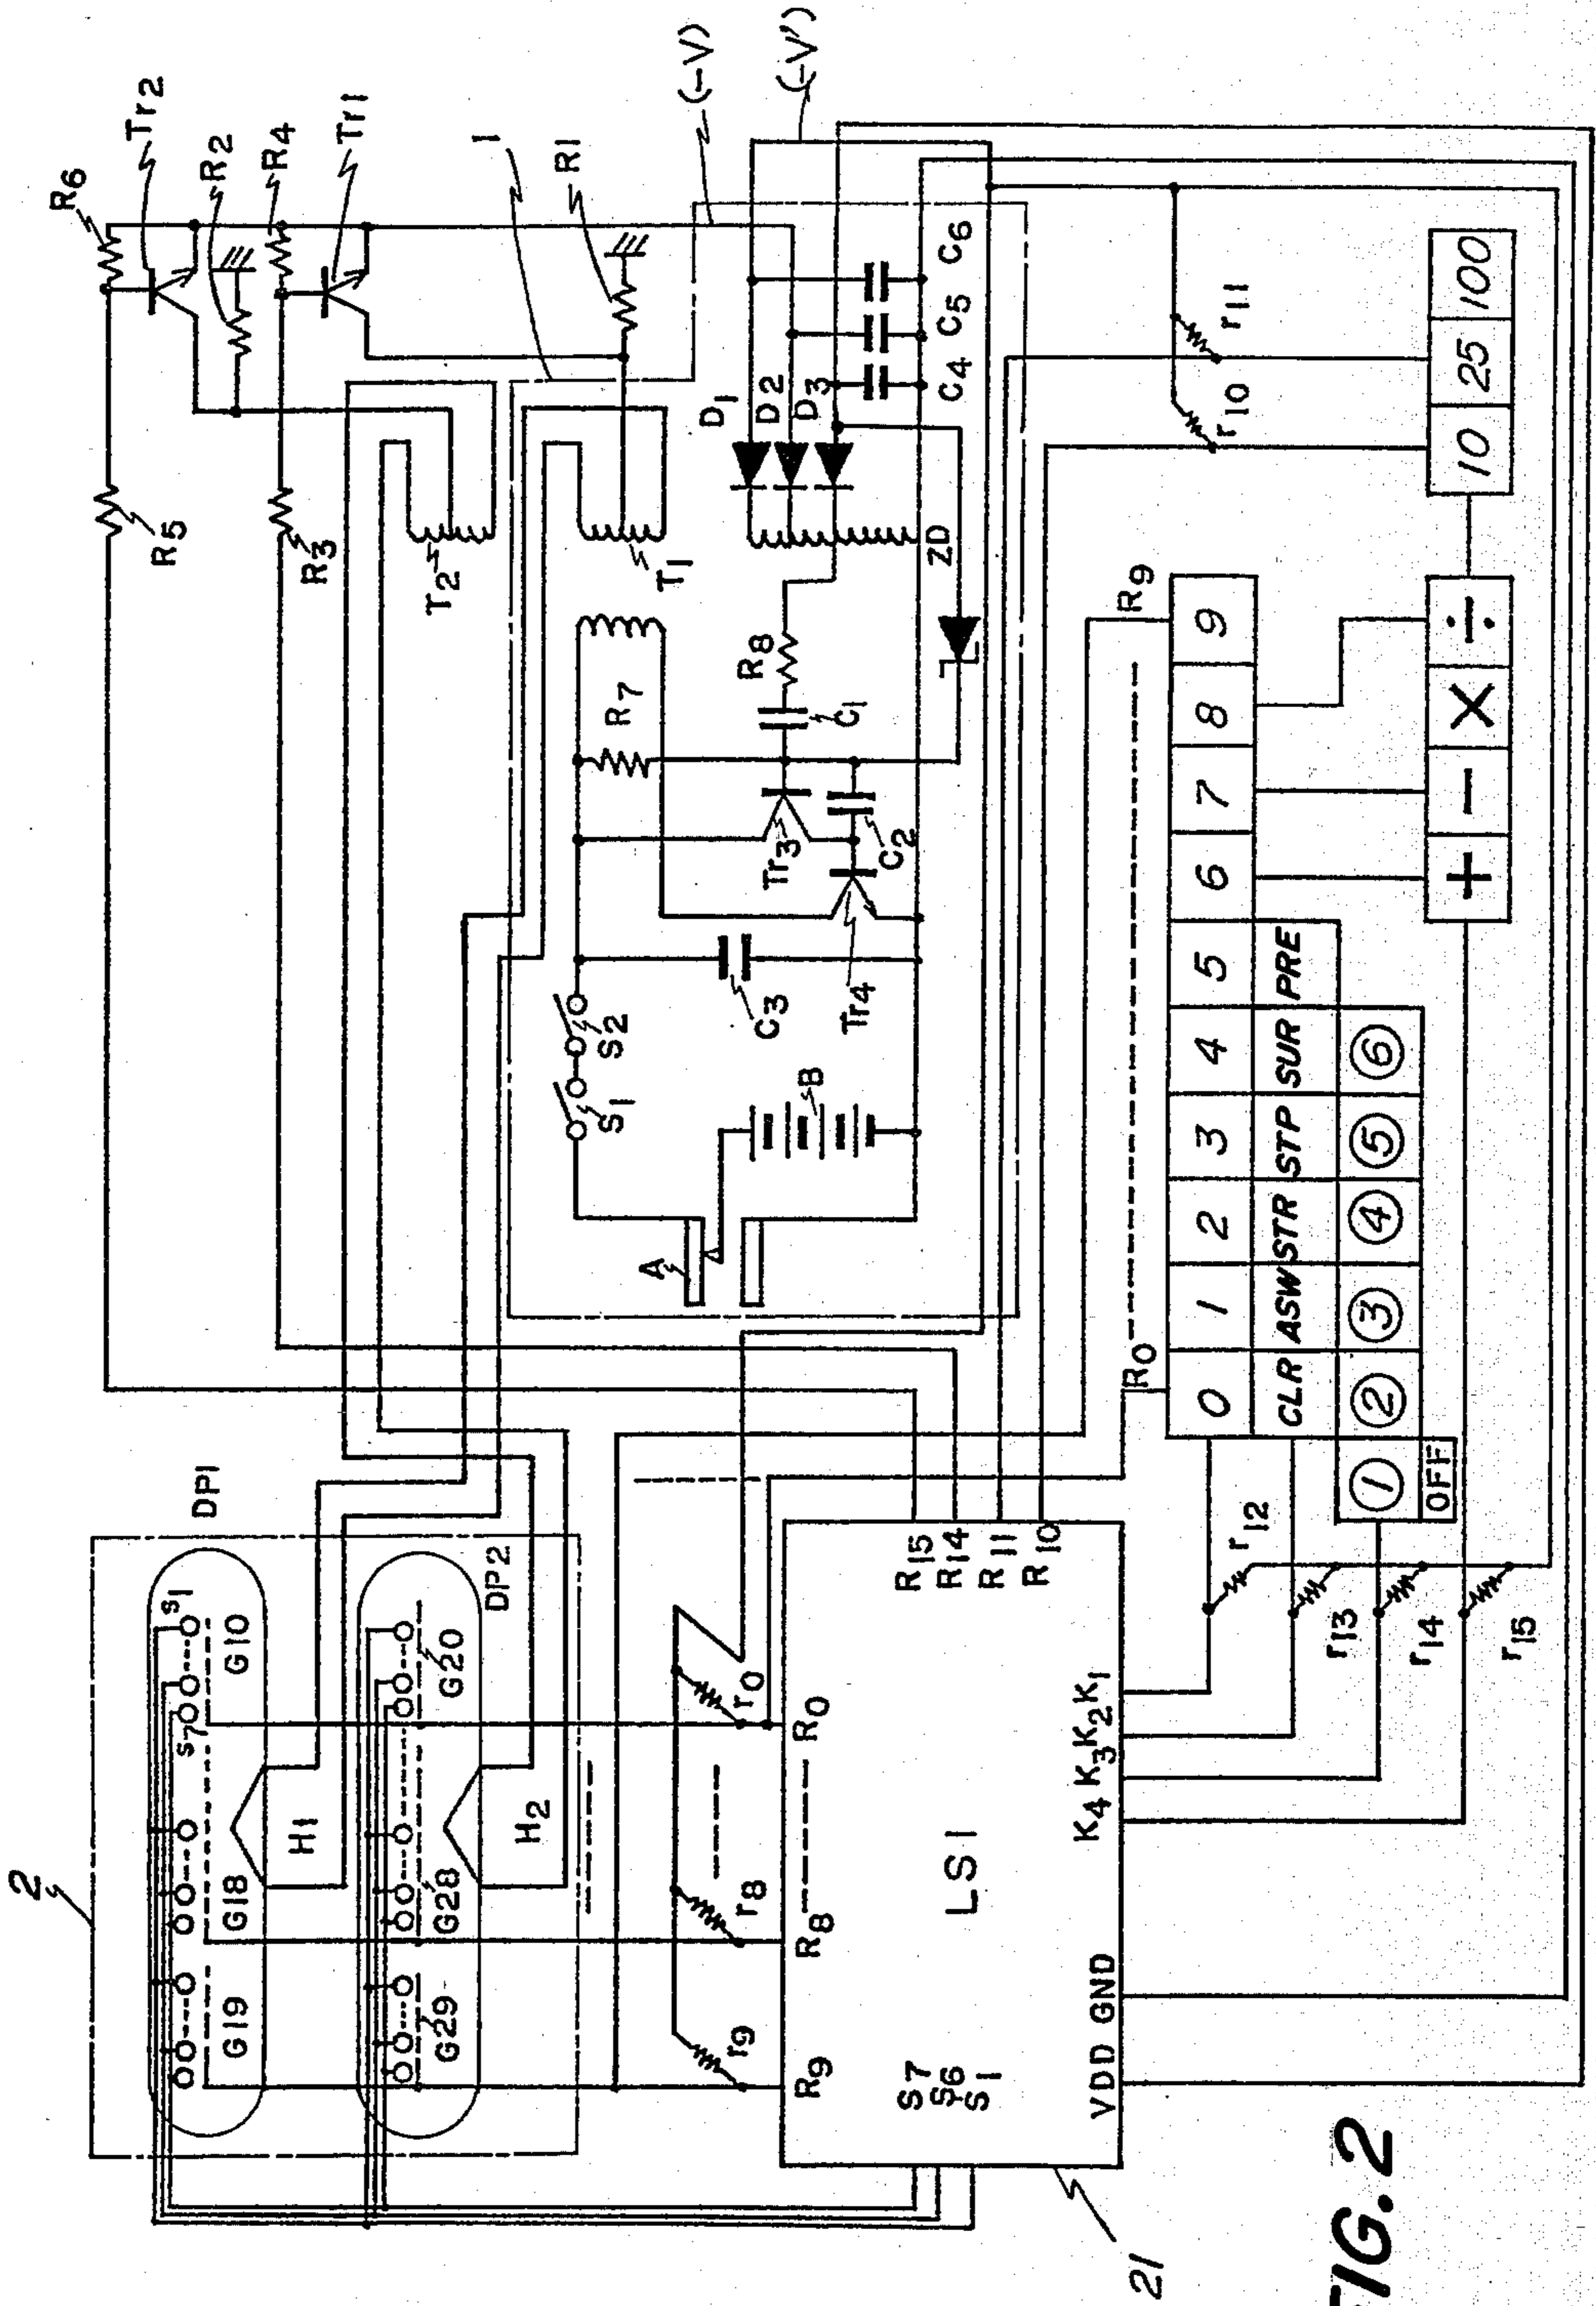 2
DP1
G19
G18
G10
S7
S1
H1
DP2
G29
G28
G20
H2
R5
R6
Tr2
R2
R4
R3
Tr1
T2
1
R1
T1
(-V)
(-V')
S1
S2
R7
A
B
C3
Tr3
Tr4
C1
C2
R8
D1
D2
D3
ZD
C4
C5
C6
r9
r8
r0
R9
R8
R0
LSI
S7
S6
S1
R15
R14
R11
R10
VDD
GND
K4
K3
K2
K1
21
R0
R9
0 1 2 3 4 5 6 7 8 9
CLR ASW STR STP SUR PRE
① ② ③ ④ ⑤ ⑥
OFF
+ − × ÷
10 25 100
r10
r11
r12
r13
r14
r15
FIG. 2